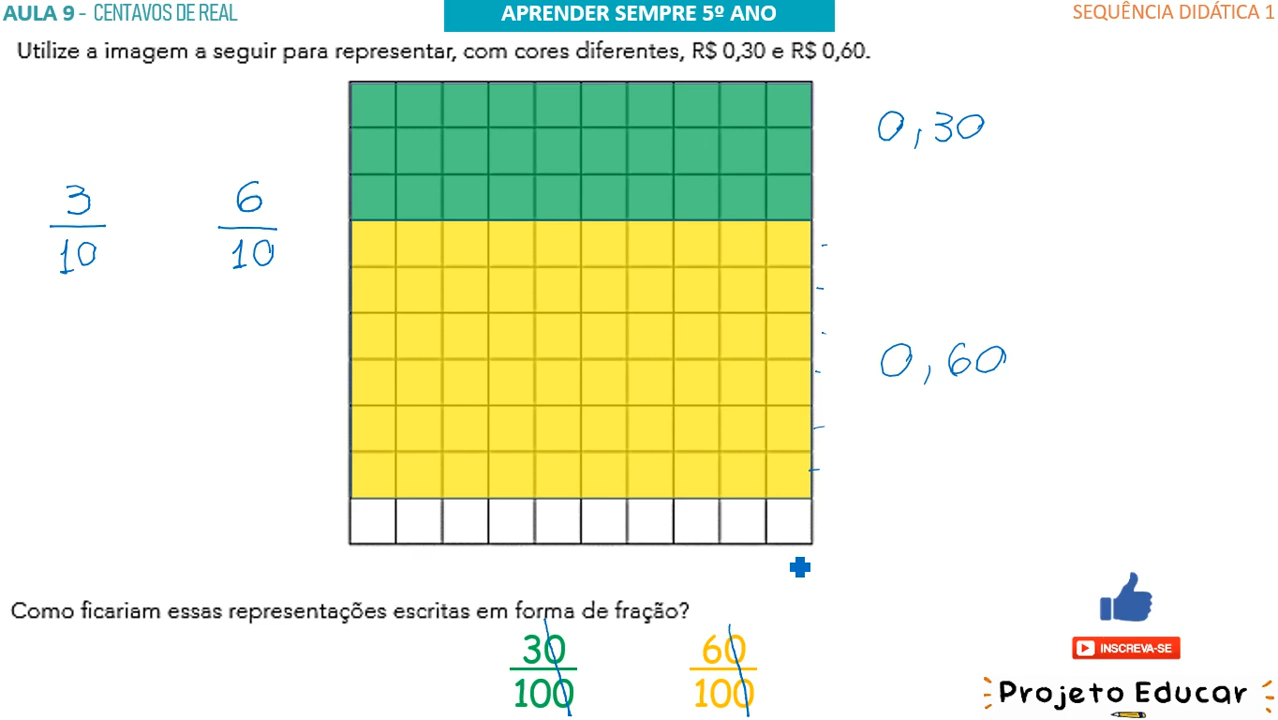 AULA 9 - CENTAVOS DE REAL
APRENDER SEMPRE 5º ANO
SEQUÊNCIA DIDÁTICA 1
Utilize a imagem a seguir para representar, com cores diferentes, R$ 0,30 e R$ 0,60.
0,30
3
10
6
10
0,60
Como ficariam essas representações escritas em forma de fração?
30
100
60
100
INSCREVA-SE
Projeto Educar